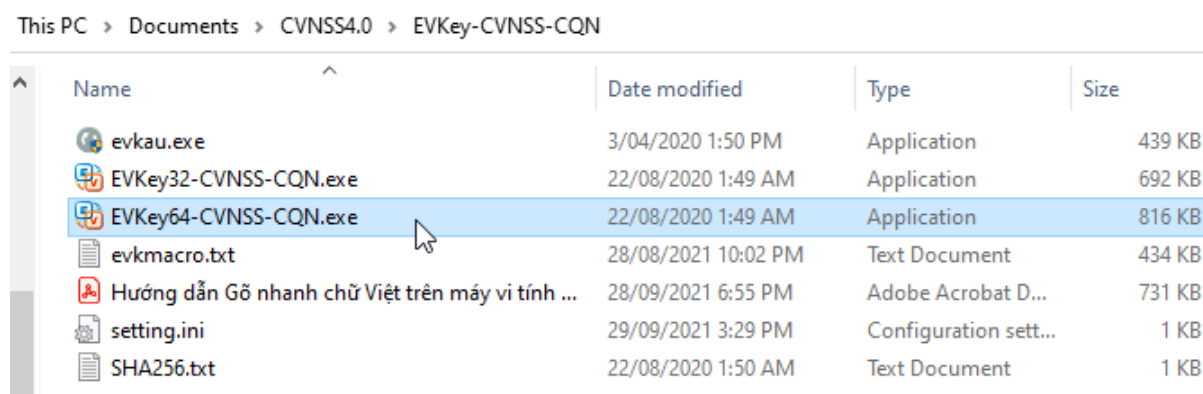 This PC > Documents > CVNSS4.0 > EVKey-CVNSS-CQN
Name Date modified Type Size
evkau.exe 3/04/2020 1:50 PM Application 439 KB
EVKey32-CVNSS-CQN.exe 22/08/2020 1:49 AM Application 692 KB
EVKey64-CVNSS-CQN.exe 22/08/2020 1:49 AM Application 816 KB
evkmacro.txt 28/08/2021 10:02 PM Text Document 434 KB
Hướng dẫn Gõ nhanh chữ Việt trên máy vi tính ... 28/09/2021 6:55 PM Adobe Acrobat D... 731 KB
setting.ini 29/09/2021 3:29 PM Configuration sett... 1 KB
SHA256.txt 22/08/2020 1:50 AM Text Document 1 KB